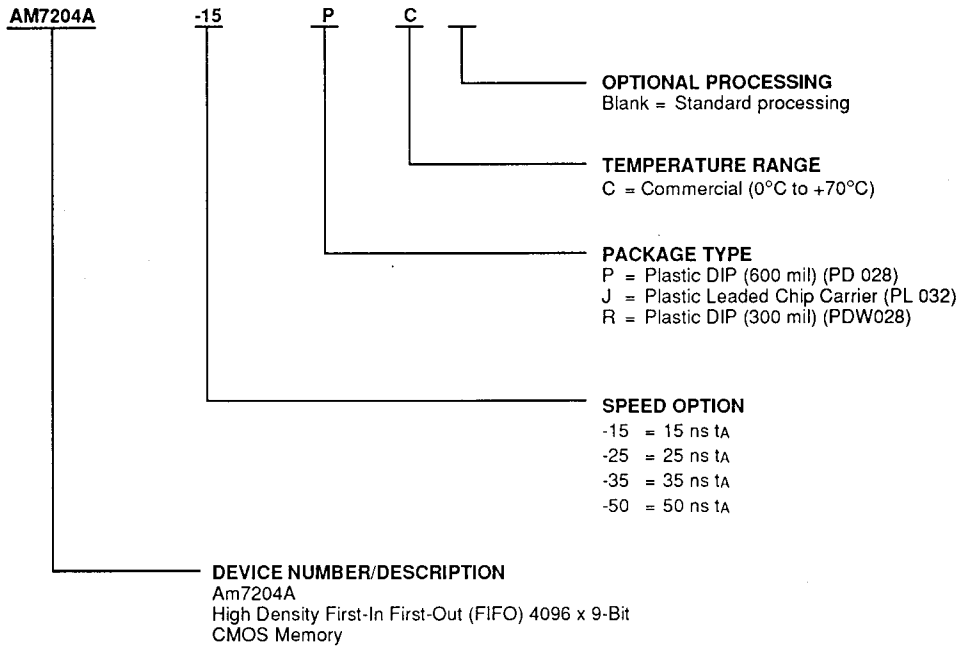 AM7204A -15 P C
OPTIONAL PROCESSING
Blank = Standard processing
TEMPERATURE RANGE
C = Commercial (0°C to +70°C)
PACKAGE TYPE
P = Plastic DIP (600 mil) (PD 028)
J = Plastic Leaded Chip Carrier (PL 032)
R = Plastic DIP (300 mil) (PDW028)
SPEED OPTION
-15 = 15 ns tA
-25 = 25 ns tA
-35 = 35 ns tA
-50 = 50 ns tA
DEVICE NUMBER/DESCRIPTION
Am7204A
High Density First-In First-Out (FIFO) 4096 x 9-Bit
CMOS Memory